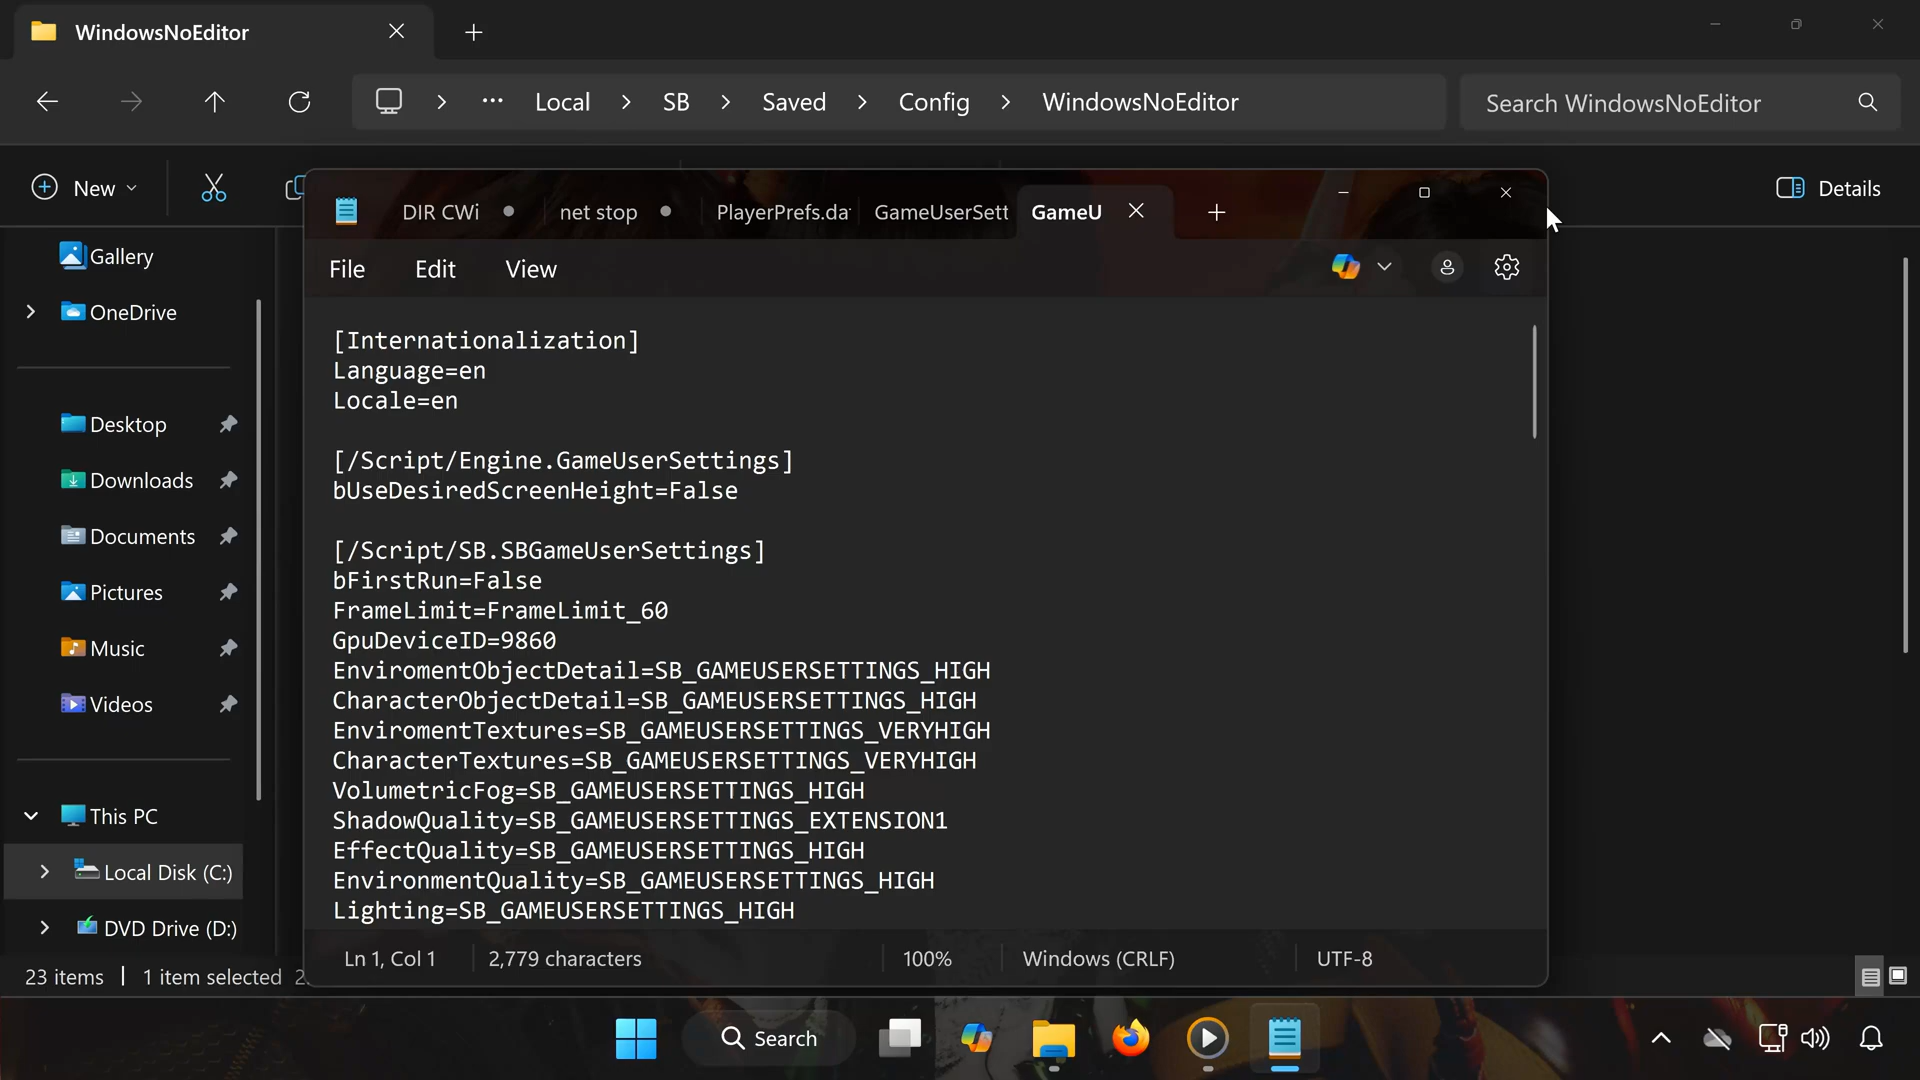 WindowsNoEditor
Local
SB
Saved
Config
WindowsNoEditor
Search WindowsNoEditor
New
Details
DIR CWi
net stop
PlayerPrefs.da
GameUserSett
GameU
File
Edit
View
Gallery
OneDrive
Desktop
Downloads
Documents
Pictures
Music
Videos
This PC
Local Disk (C:)
DVD Drive (D:)
[Internationalization]
Language=en
Locale=en
[/Script/Engine.GameUserSettings]
bUseDesiredScreenHeight=False
[/Script/SB.SBGameUserSettings]
bFirstRun=False
FrameLimit=FrameLimit_60
GpuDeviceID=9860
EnviromentObjectDetail=SB_GAMEUSERSETTINGS_HIGH
CharacterObjectDetail=SB_GAMEUSERSETTINGS_HIGH
EnviromentTextures=SB_GAMEUSERSETTINGS_VERYHIGH
CharacterTextures=SB_GAMEUSERSETTINGS_VERYHIGH
VolumetricFog=SB_GAMEUSERSETTINGS_HIGH
ShadowQuality=SB_GAMEUSERSETTINGS_EXTENSION1
EffectQuality=SB_GAMEUSERSETTINGS_HIGH
EnvironmentQuality=SB_GAMEUSERSETTINGS_HIGH
Lighting=SB_GAMEUSERSETTINGS_HIGH
Ln 1, Col 1
2,779 characters
100%
Windows (CRLF)
UTF-8
23 items
1 item selected
Search